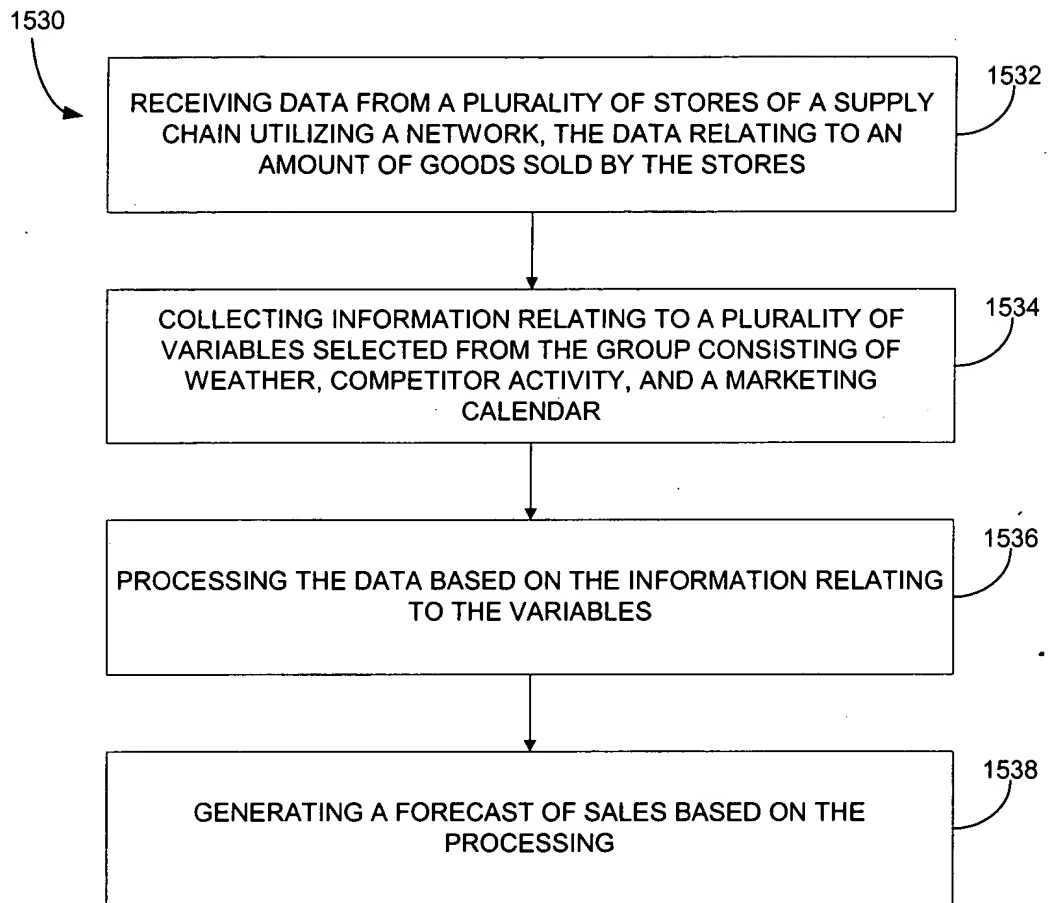 1530
1532
RECEIVING DATA FROM A PLURALITY OF STORES OF A SUPPLY
CHAIN UTILIZING A NETWORK, THE DATA RELATING TO AN
AMOUNT OF GOODS SOLD BY THE STORES
1534
COLLECTING INFORMATION RELATING TO A PLURALITY OF
VARIABLES SELECTED FROM THE GROUP CONSISTING OF
WEATHER, COMPETITOR ACTIVITY, AND A MARKETING
CALENDAR
1536
PROCESSING THE DATA BASED ON THE INFORMATION RELATING
TO THE VARIABLES
1538
GENERATING A FORECAST OF SALES BASED ON THE
PROCESSING